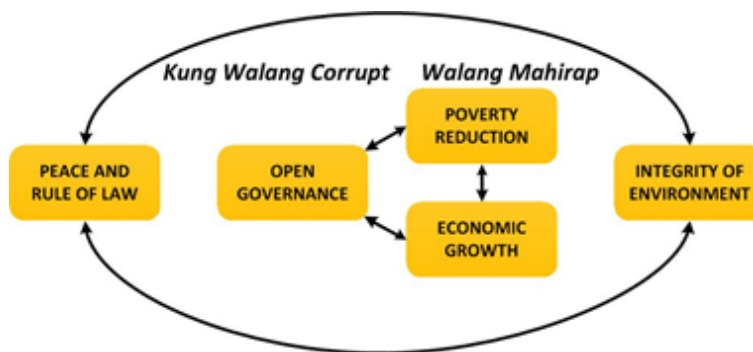 Kung Walang Corrupt Walang Mahirap
POVERTY
REDUCTION
PEACE AND
RULE OF LAW
OPEN
GOVERNANCE
INTEGRITY OF
ENVIRONMENT
ECONOMIC
GROWTH